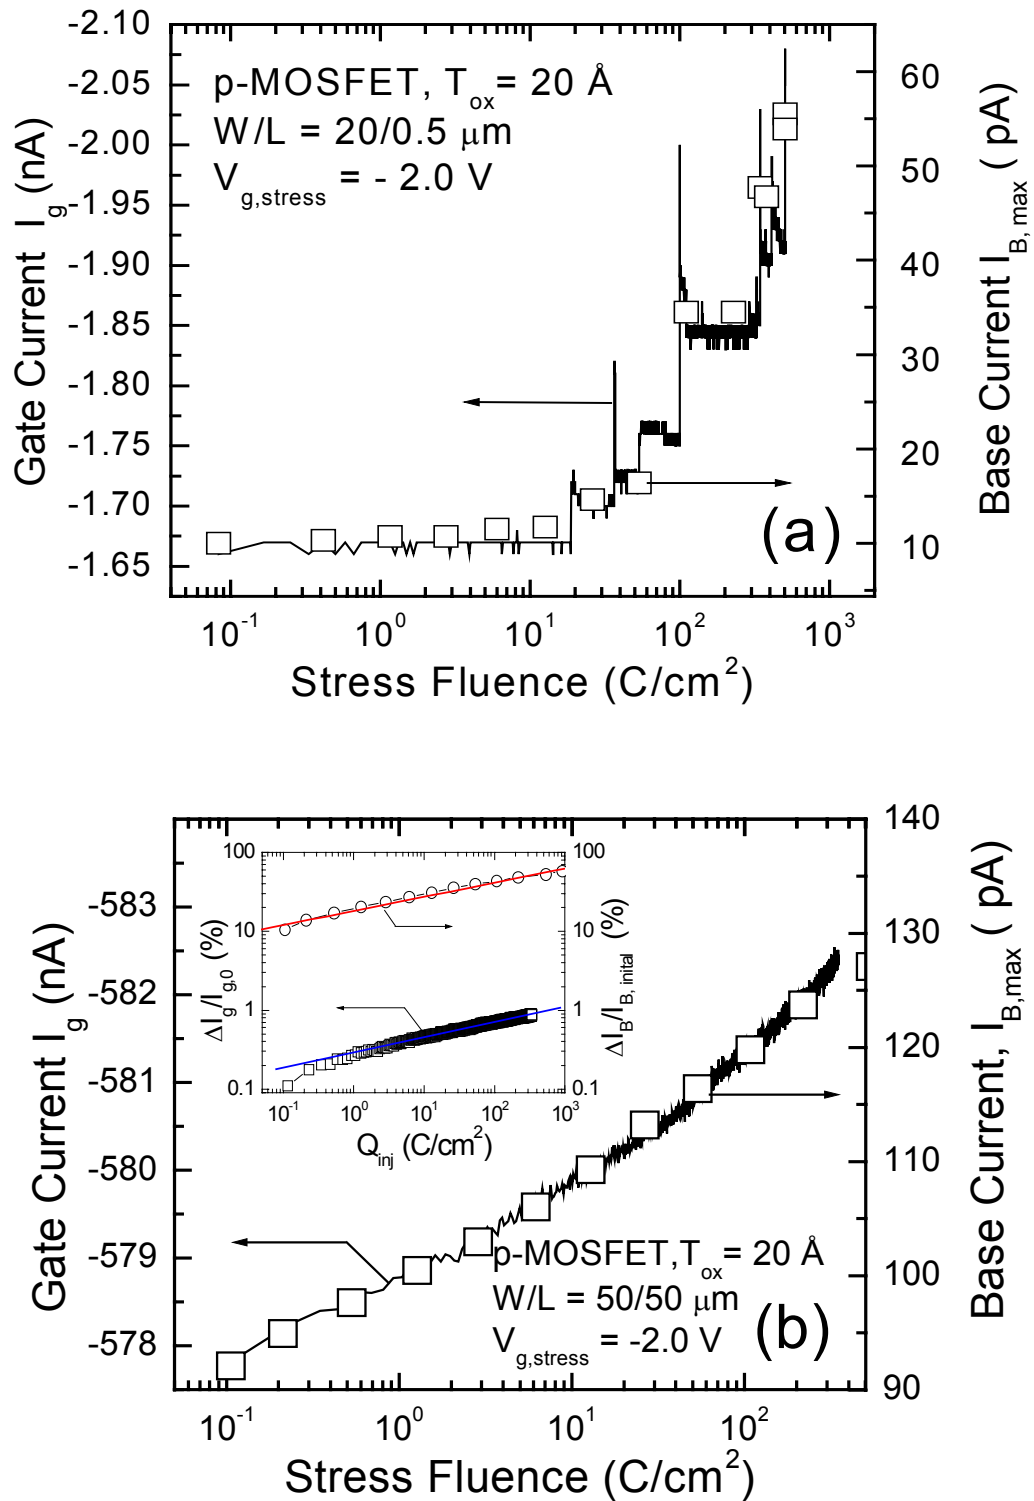 -2.10
-2.05
-2.00
-1.95
-1.90
-1.85
-1.80
-1.75
-1.70
-1.65
Gate Current I_g (nA)
p-MOSFET, T_ox = 20 Å
W/L = 20/0.5 μm
V_g,stress = - 2.0 V
(a)
60
50
40
30
20
10
Base Current I_B, max ( pA)
10^-1
10^0
10^1
10^2
10^3
Stress Fluence (C/cm^2)
-583
-582
-581
-580
-579
-578
Gate Current I_g (nA)
100
10
1
0.1
ΔI_g/I_g,0 (%)
100
10
1
0.1
ΔI_B/I_B, inital (%)
10^-1
10^0
10^1
10^2
10^3
Q_inj (C/cm^2)
p-MOSFET,T_ox = 20 Å
W/L = 50/50 μm
V_g,stress = -2.0 V
(b)
140
130
120
110
100
90
Base Current, I_B,max ( pA)
10^-1
10^0
10^1
10^2
Stress Fluence (C/cm^2)